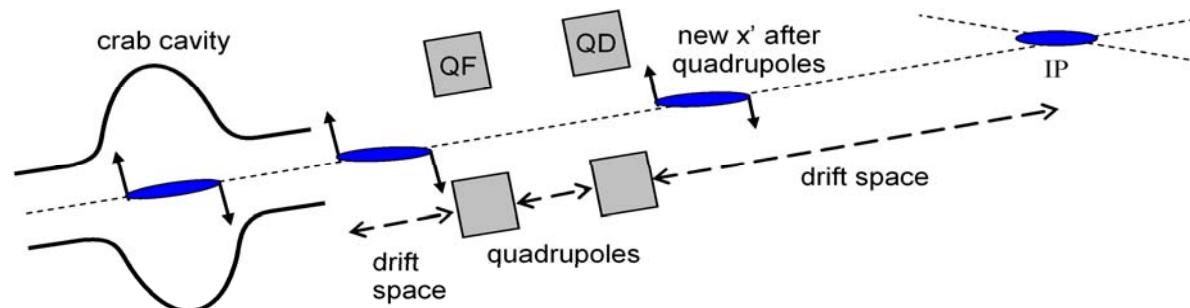 crab cavity
QF
QD
new x' after
quadrupoles
IP
drift space
quadrupoles
drift
space